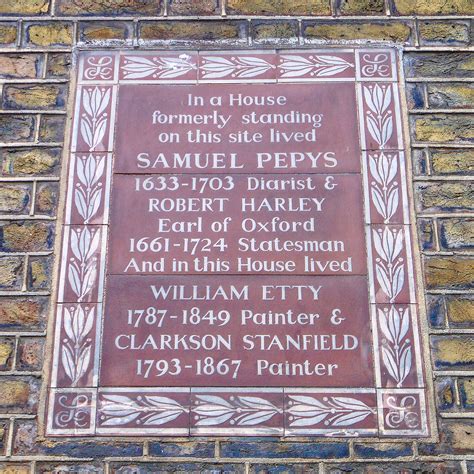 In a House
formerly standing
on this site lived
SAMUEL PEPYS
1633-1703 Diarist &
ROBERT HARLEY
Earl of Oxford
1661-1724 Statesman
And in this House lived
WILLIAM ETTY
1787-1849 Painter &
CLARKSON STANFIELD
1793-1867 Painter